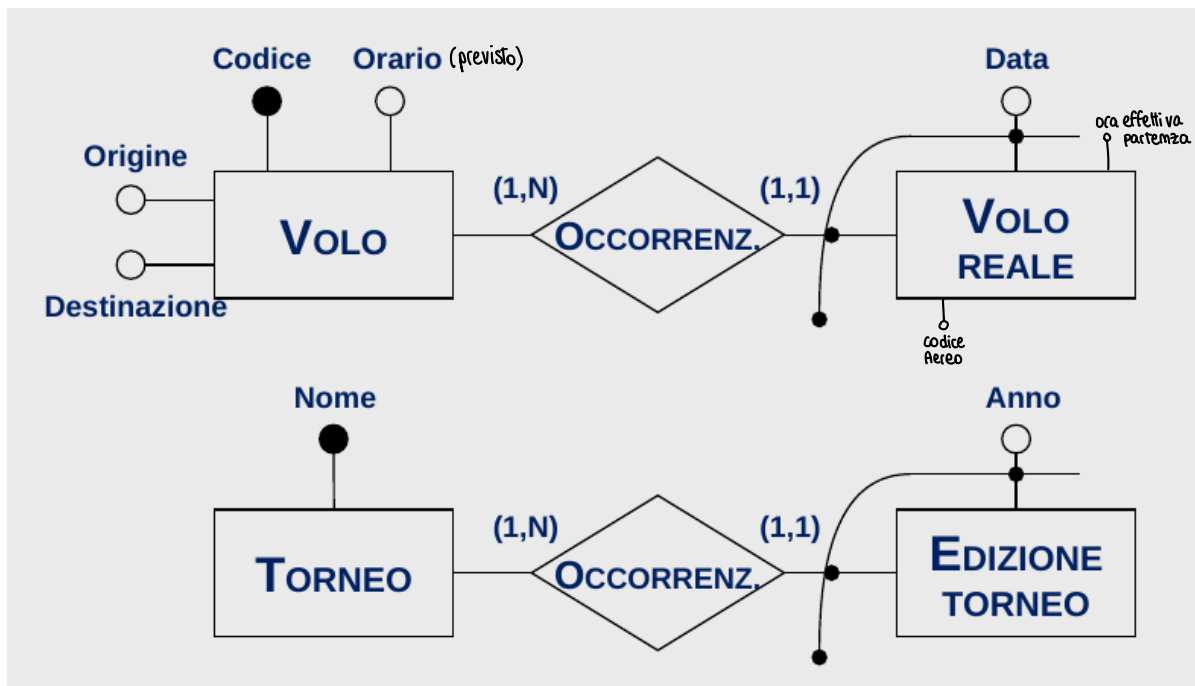 Codice Orario (previsto) Data
ora effettiva
partenza
Origine
(1,N) (1,1)
VOLO OCCORRENZ. VOLO
REALE
Destinazione
codice
Aereo
Nome Anno
(1,N) (1,1)
TORNEO OCCORRENZ. EDIZIONE
TORNEO